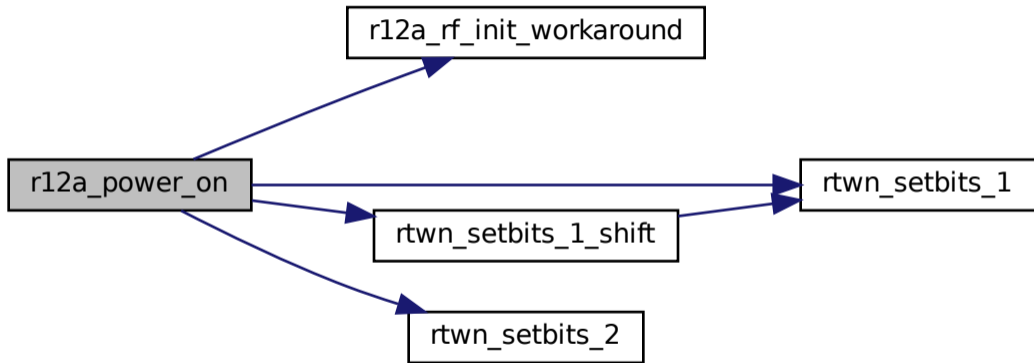 r12a_rf_init_workaround
r12a_power_on
rtwn_setbits_1
rtwn_setbits_1_shift
rtwn_setbits_2